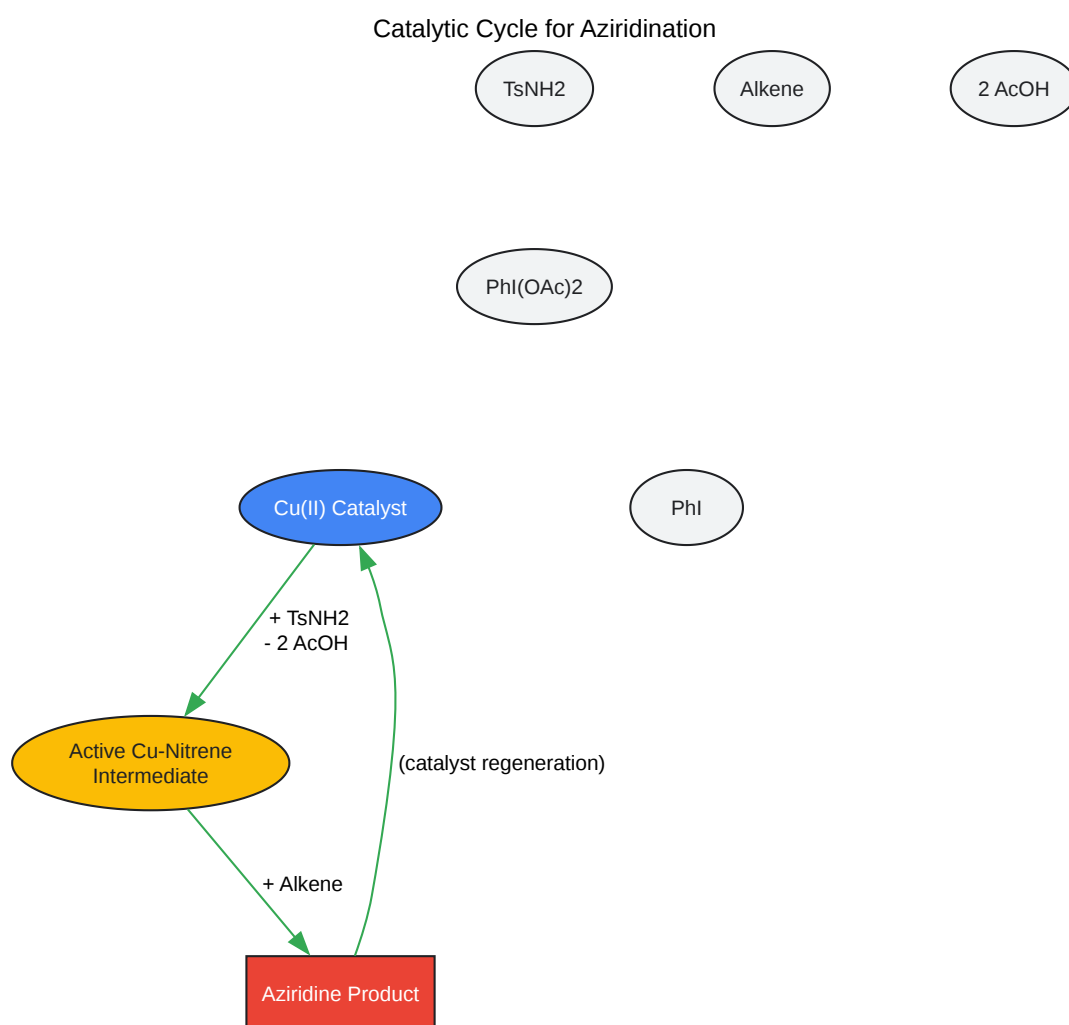 Catalytic Cycle for Aziridination
TsNH2
Alkene
2 AcOH
PhI(OAc)2
Cu(II) Catalyst
PhI
+ TsNH2
- 2 AcOH
Active Cu-Nitrene
Intermediate
(catalyst regeneration)
+ Alkene
Aziridine Product